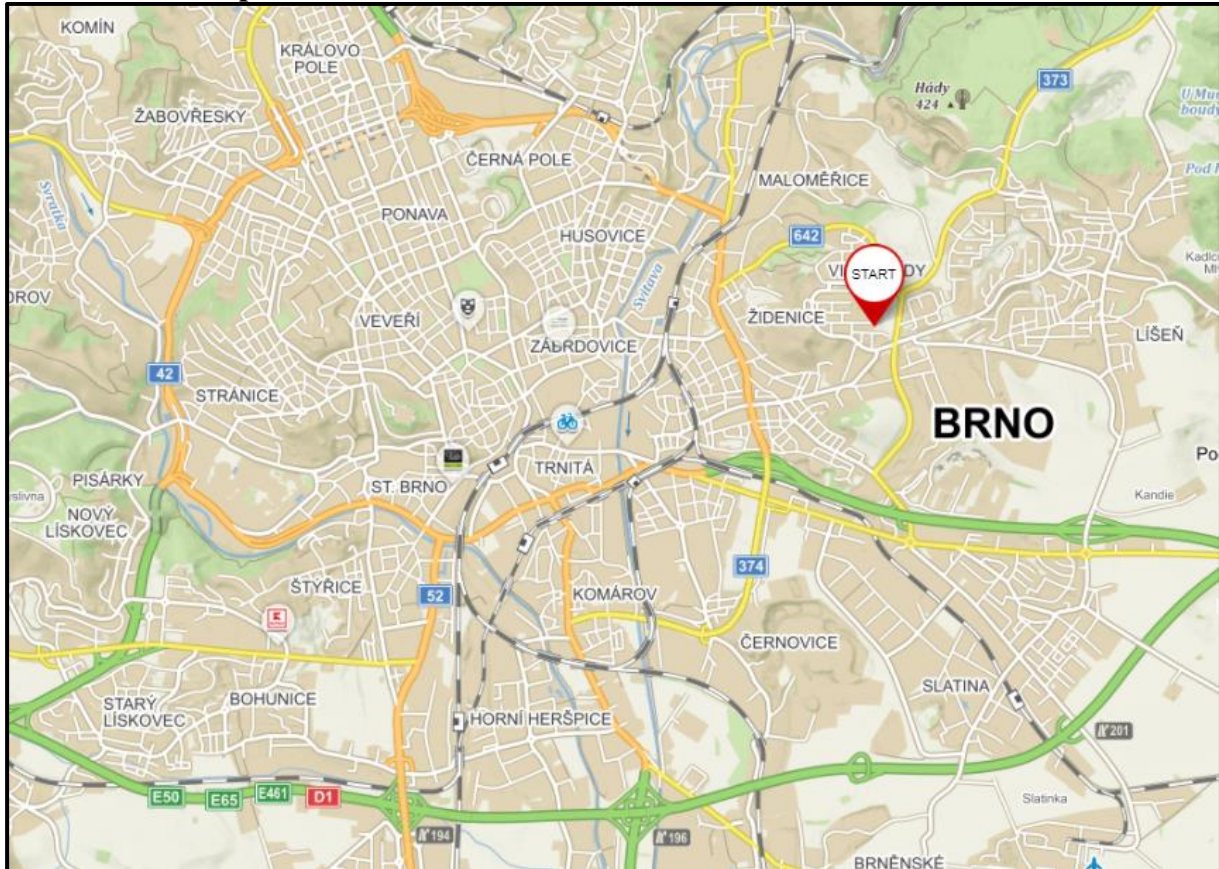 KOMÍN
KRÁLOVO
POLE
ŽABOVŘESKY
Hády
424
373
ČERNÁ POLE
MALOMĚŘICE
Svratka
PONAVA
HUSOVICE
642
START
Svitava
VEVEŘÍ
ŽIDENICE
ZÁBRDOVICE
LÍŠEŇ
42
STRÁNICE
BRNO
TRNITÁ
PISÁRKY
ST. BRNO
NOVÝ
LÍSKOVEC
Kandie
ŠTÝŘICE
52
KOMÁROV
374
ČERNOVICE
STARÝ
LÍSKOVEC
BOHUNICE
SLATINA
HORNÍ HERŠPICE
201
E50
E65
E461
D1
Slatinka
194
196
BRNĚNSKÉ